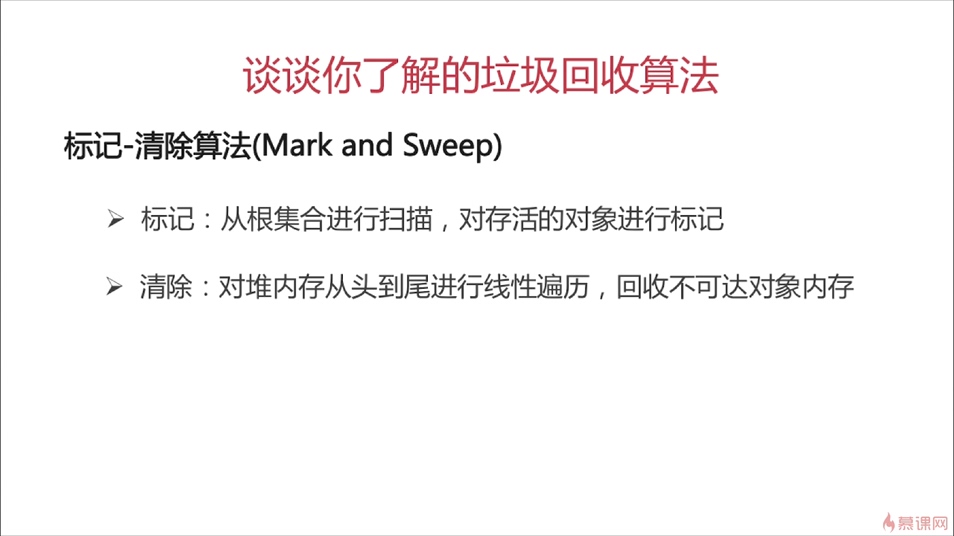 谈谈你了解的垃圾回收算法
标记-清除算法(Mark and Sweep)
标记：从根集合进行扫描，对存活的对象进行标记
清除：对堆内存从头到尾进行线性遍历，回收不可达对象内存
慕课网